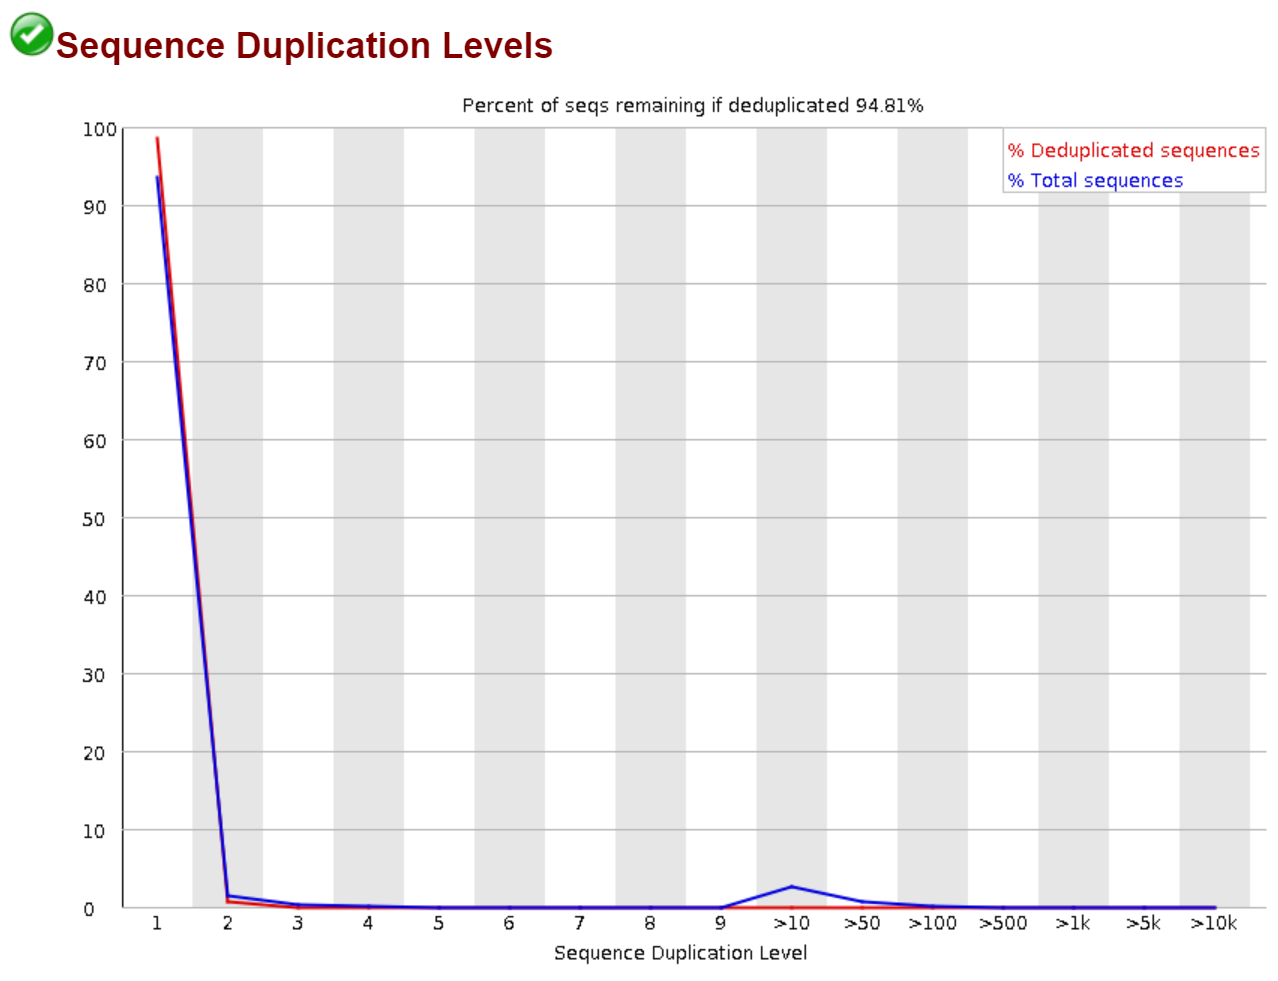 Sequence Duplication Levels
Percent of seqs remaining if deduplicated 94.81%
% Deduplicated sequences
% Total sequences
100
90
80
70
60
50
40
30
20
10
0
1 2 3 4 5 6 7 8 9 >10 >50 >100 >500 >1k >5k >10k
Sequence Duplication Level